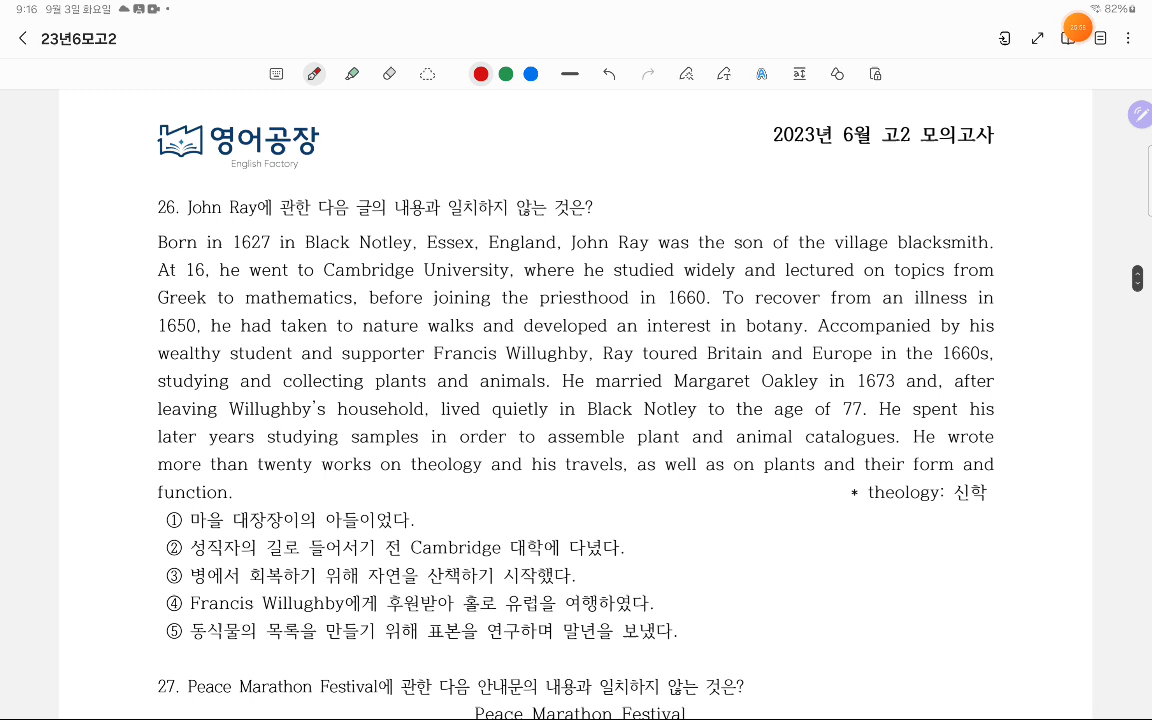 9:16 9월 3일 화요일
82%
23년6모고2
영어공장
English Factory
2023년 6월 고2 모의고사
26. John Ray에 관한 다음 글의 내용과 일치하지 않는 것은?
Born in 1627 in Black Notley, Essex, England, John Ray was the son of the village blacksmith.
At 16, he went to Cambridge University, where he studied widely and lectured on topics from
Greek to mathematics, before joining the priesthood in 1660. To recover from an illness in
1650, he had taken to nature walks and developed an interest in botany. Accompanied by his
wealthy student and supporter Francis Willughby, Ray toured Britain and Europe in the 1660s,
studying and collecting plants and animals. He married Margaret Oakley in 1673 and, after
leaving Willughby's household, lived quietly in Black Notley to the age of 77. He spent his
later years studying samples in order to assemble plant and animal catalogues. He wrote
more than twenty works on theology and his travels, as well as on plants and their form and
function. * theology: 신학
① 마을 대장장이의 아들이었다.
② 성직자의 길로 들어서기 전 Cambridge 대학에 다녔다.
③ 병에서 회복하기 위해 자연을 산책하기 시작했다.
④ Francis Willughby에게 후원받아 홀로 유럽을 여행하였다.
⑤ 동식물의 목록을 만들기 위해 표본을 연구하며 말년을 보냈다.
27. Peace Marathon Festival에 관한 다음 안내문의 내용과 일치하지 않는 것은?
Peace Marathon Festival